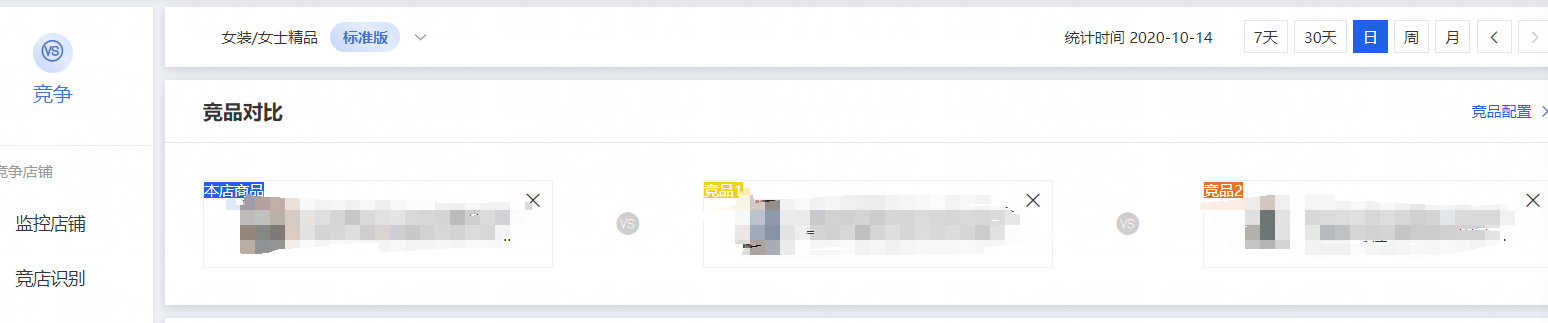 VS
竞争
竞争店铺
监控店铺
竞店识别
女装/女士精品 标准版
统计时间 2020-10-14 7天 30天 日 周 月
竞品对比
竞品配置
本店商品
VS
竞品1
VS
竞品2